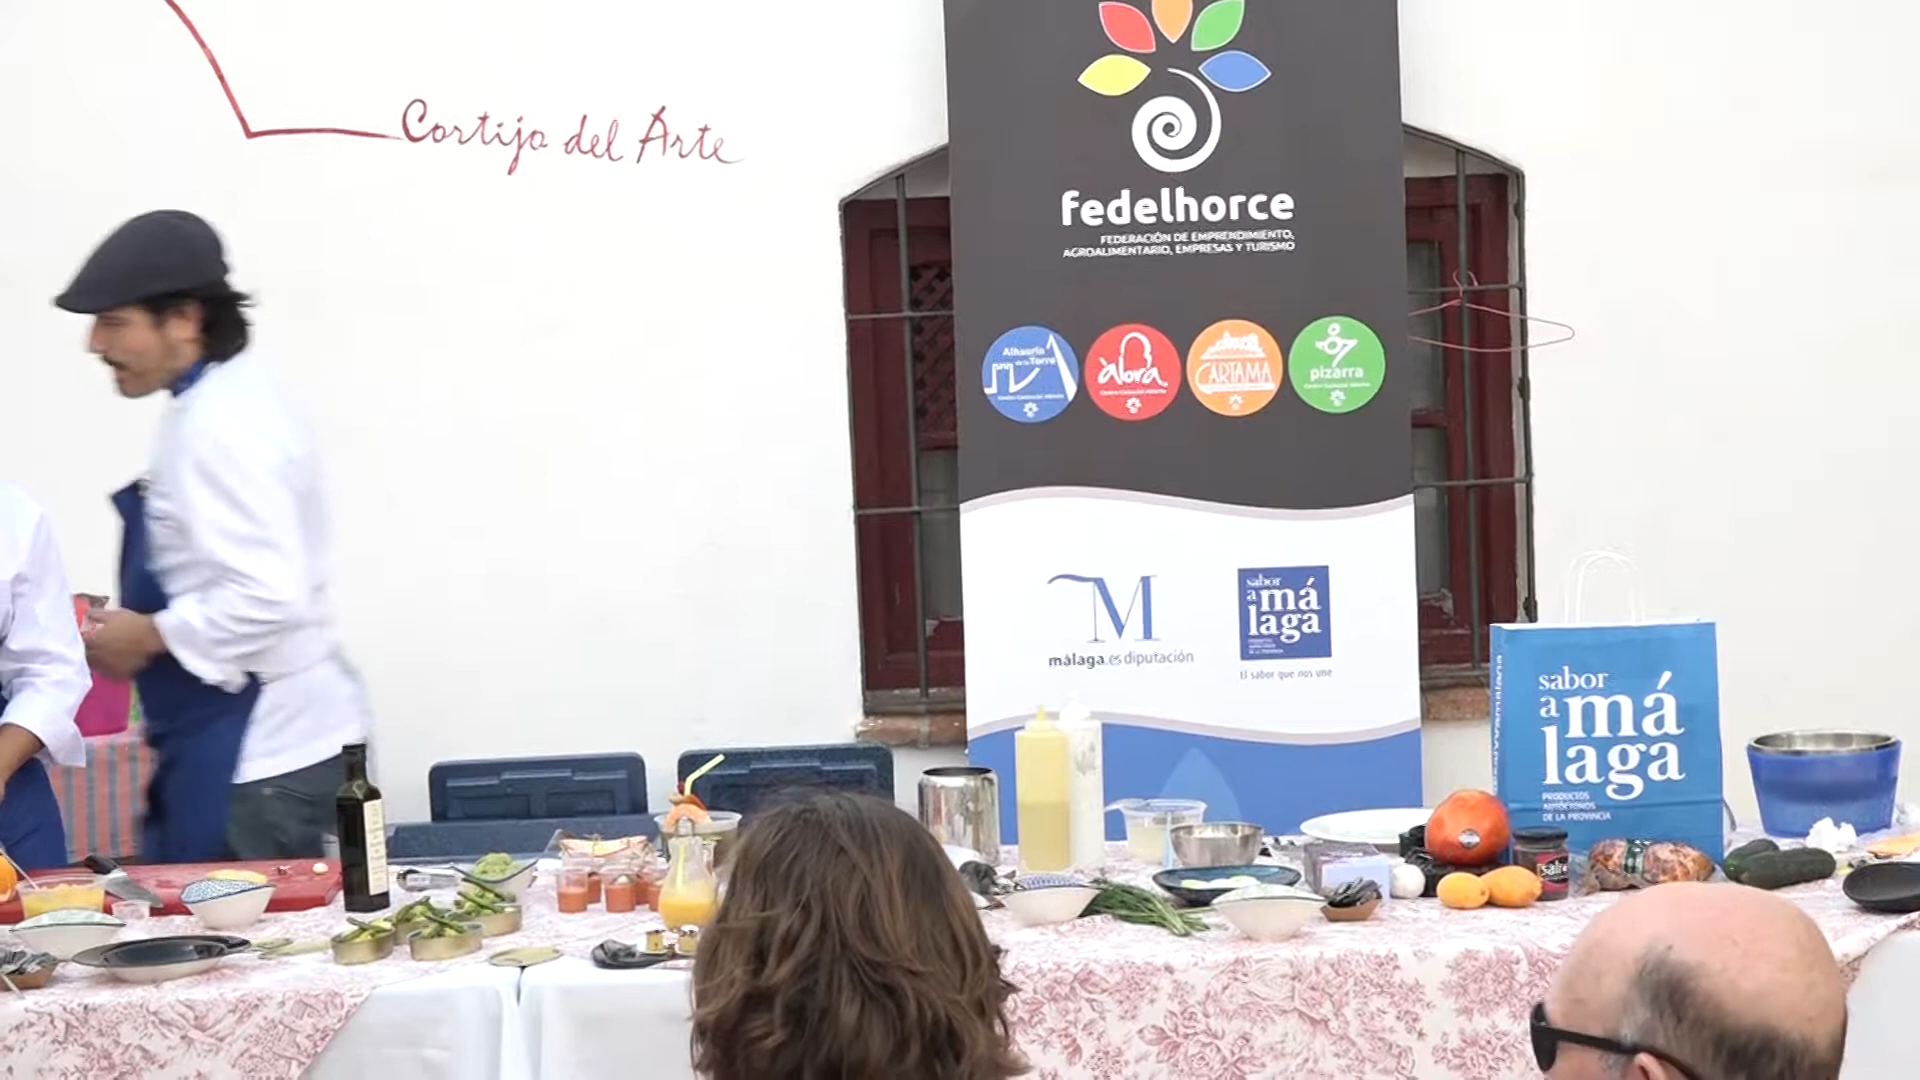 Cortijo del Arte
fedelhorce
FEDERACIÓN DE EMPRENDIMIENTO,
AGROALIMENTARIO, EMPRESAS Y TURISMO
Alhaurín
de la Torre
álora
CÁRTAMA
pizarra
M
málaga.es diputación
sabor
a má
laga
El sabor que nos une
sabor
a má
laga
PRODUCTOS
AUTÓCTONOS
DE LA PROVINCIA